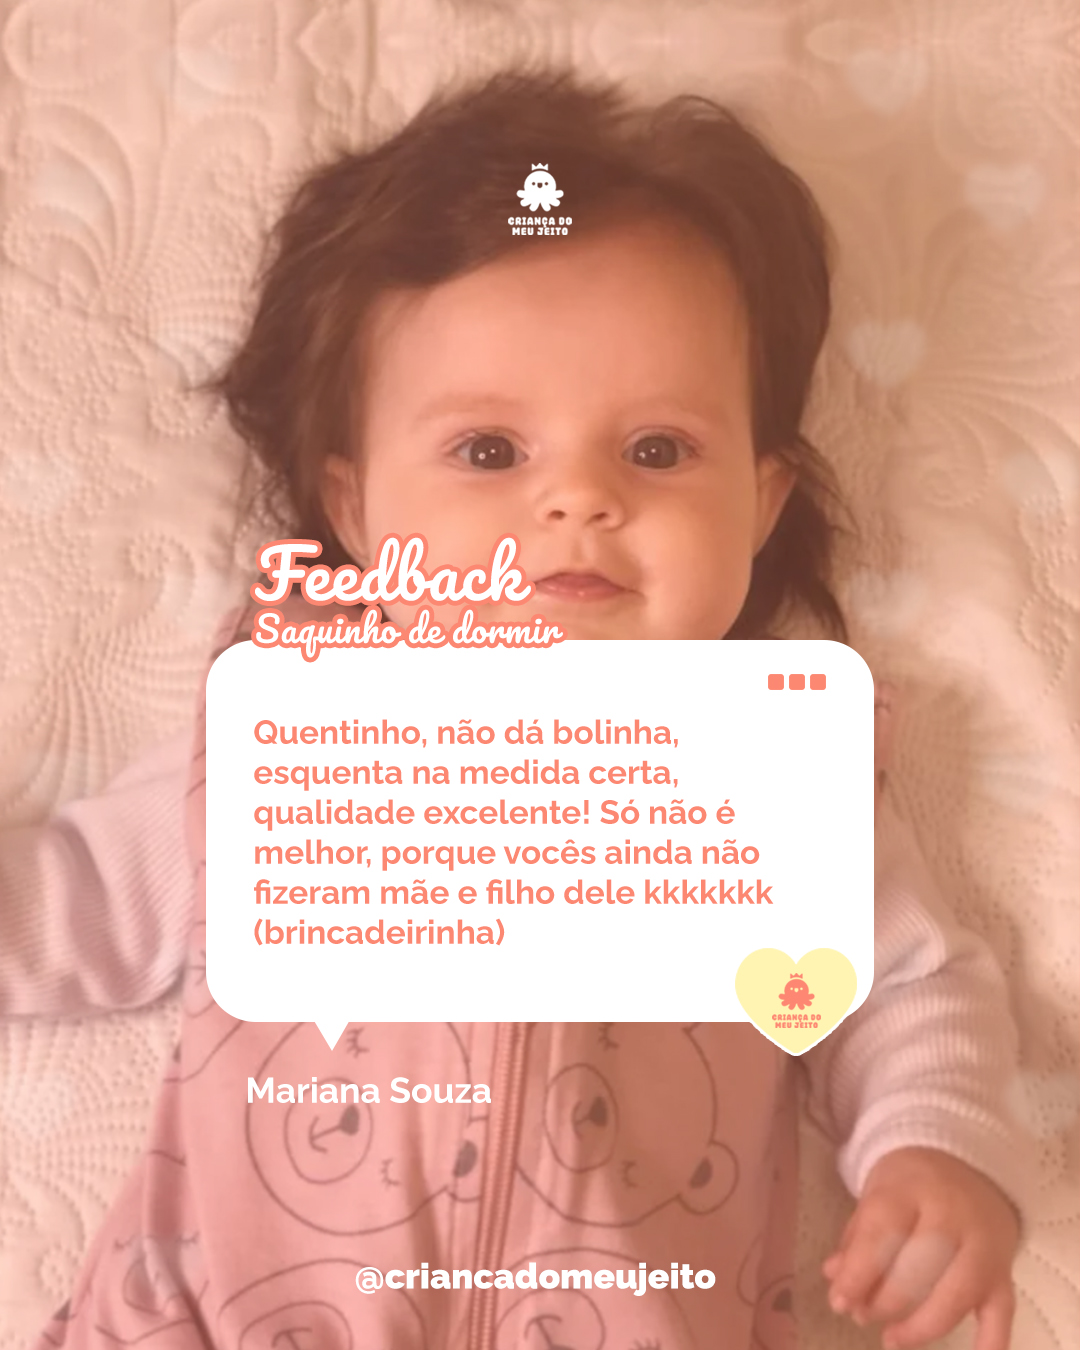 CRIANÇA DO
MEU JEITO
Feedback
Saquinho de dormir
Quentinho, não dá bolinha,
esquenta na medida certa,
qualidade excelente! Só não é
melhor, porque vocês ainda não
fizeram mãe e filho dele kkkkkkk
(brincadeirinha)
CRIANÇA DO
MEU JEITO
Mariana Souza
@criancadomeujeito